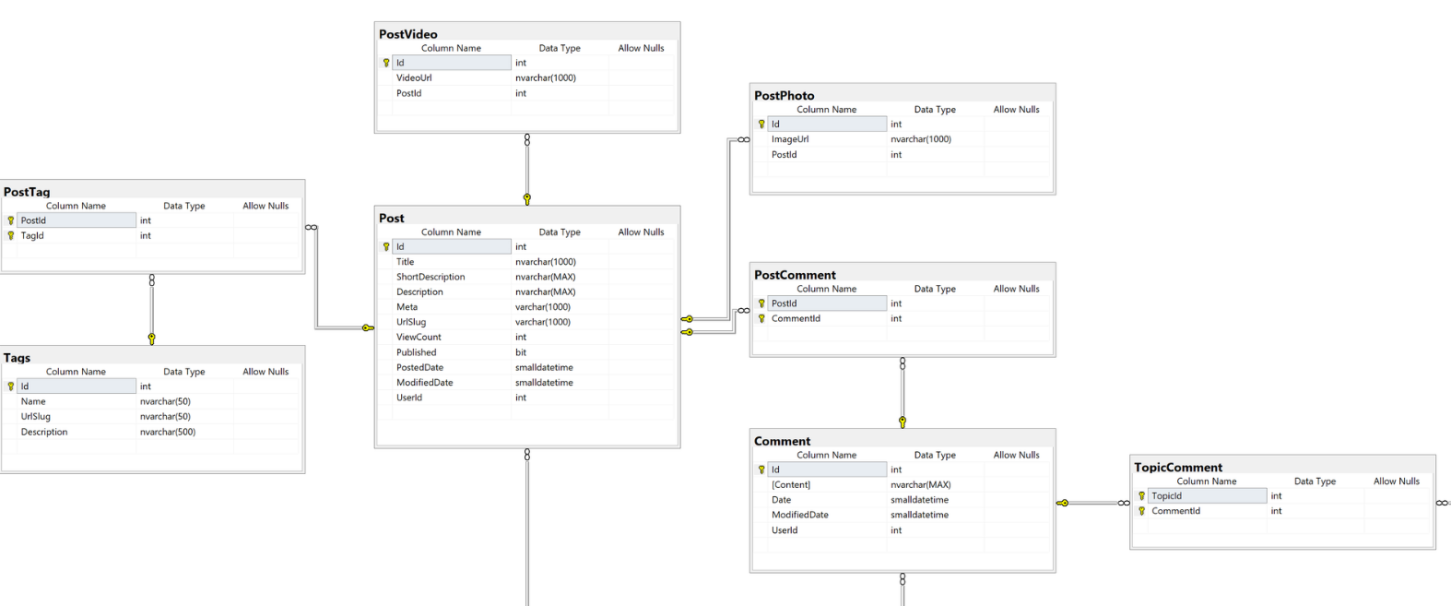 PostVideo
Column Name Data Type Allow Nulls
Id int
VideoUrl nvarchar(1000)
PostId int
PostPhoto
Column Name Data Type Allow Nulls
Id int
ImageUrl nvarchar(1000)
PostId int
PostTag
Column Name Data Type Allow Nulls
PostId int
TagId int
Post
Column Name Data Type Allow Nulls
Id int
Title nvarchar(1000)
ShortDescription nvarchar(MAX)
Description nvarchar(MAX)
Meta varchar(1000)
UrlSlug varchar(1000)
ViewCount int
Published bit
PostedDate smalldatetime
ModifiedDate smalldatetime
UserId int
PostComment
Column Name Data Type Allow Nulls
PostId int
CommentId int
Tags
Column Name Data Type Allow Nulls
Id int
Name nvarchar(50)
UrlSlug nvarchar(50)
Description nvarchar(500)
Comment
Column Name Data Type Allow Nulls
Id int
[Content] nvarchar(MAX)
Date smalldatetime
ModifiedDate smalldatetime
UserId int
TopicComment
Column Name Data Type Allow Nulls
TopicId int
CommentId int